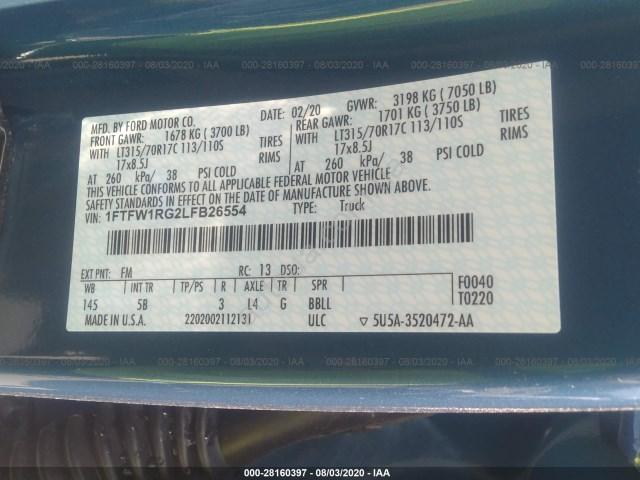 000-28160397 - 08/03/2020 - IAA
MFD. BY FORD MOTOR CO. DATE: 02/20 GVWR: 3198 KG ( 7050 LB)
FRONT GAWR: 1678 KG ( 3700 LB) REAR GAWR: 1701 KG ( 3750 LB)
WITH LT315/70R17C 113/110S TIRES WITH LT315/70R17C 113/110S TIRES
17x8.5J RIMS 17x8.5J RIMS
AT 260 kPa/ 38 PSI COLD AT 260 kPa/ 38 PSI COLD
THIS VEHICLE CONFORMS TO ALL APPLICABLE FEDERAL MOTOR VEHICLE
SAFETY STANDARDS IN EFFECT ON THE DATE OF MANUFACTURE SHOWN ABOVE.
VIN: 1FTFW1RG2LFB26554 TYPE: Truck
EXT PNT: FM RC: 13 DSO:
WB INT TR TP/PS R AXLE TR SPR F0040
145 5B 3 L4 G BBLL T0220
MADE IN U.S.A. 2202002112131 ULC 5U5A-3520472-AA
000-28160397 - 08/03/2020 - IAA